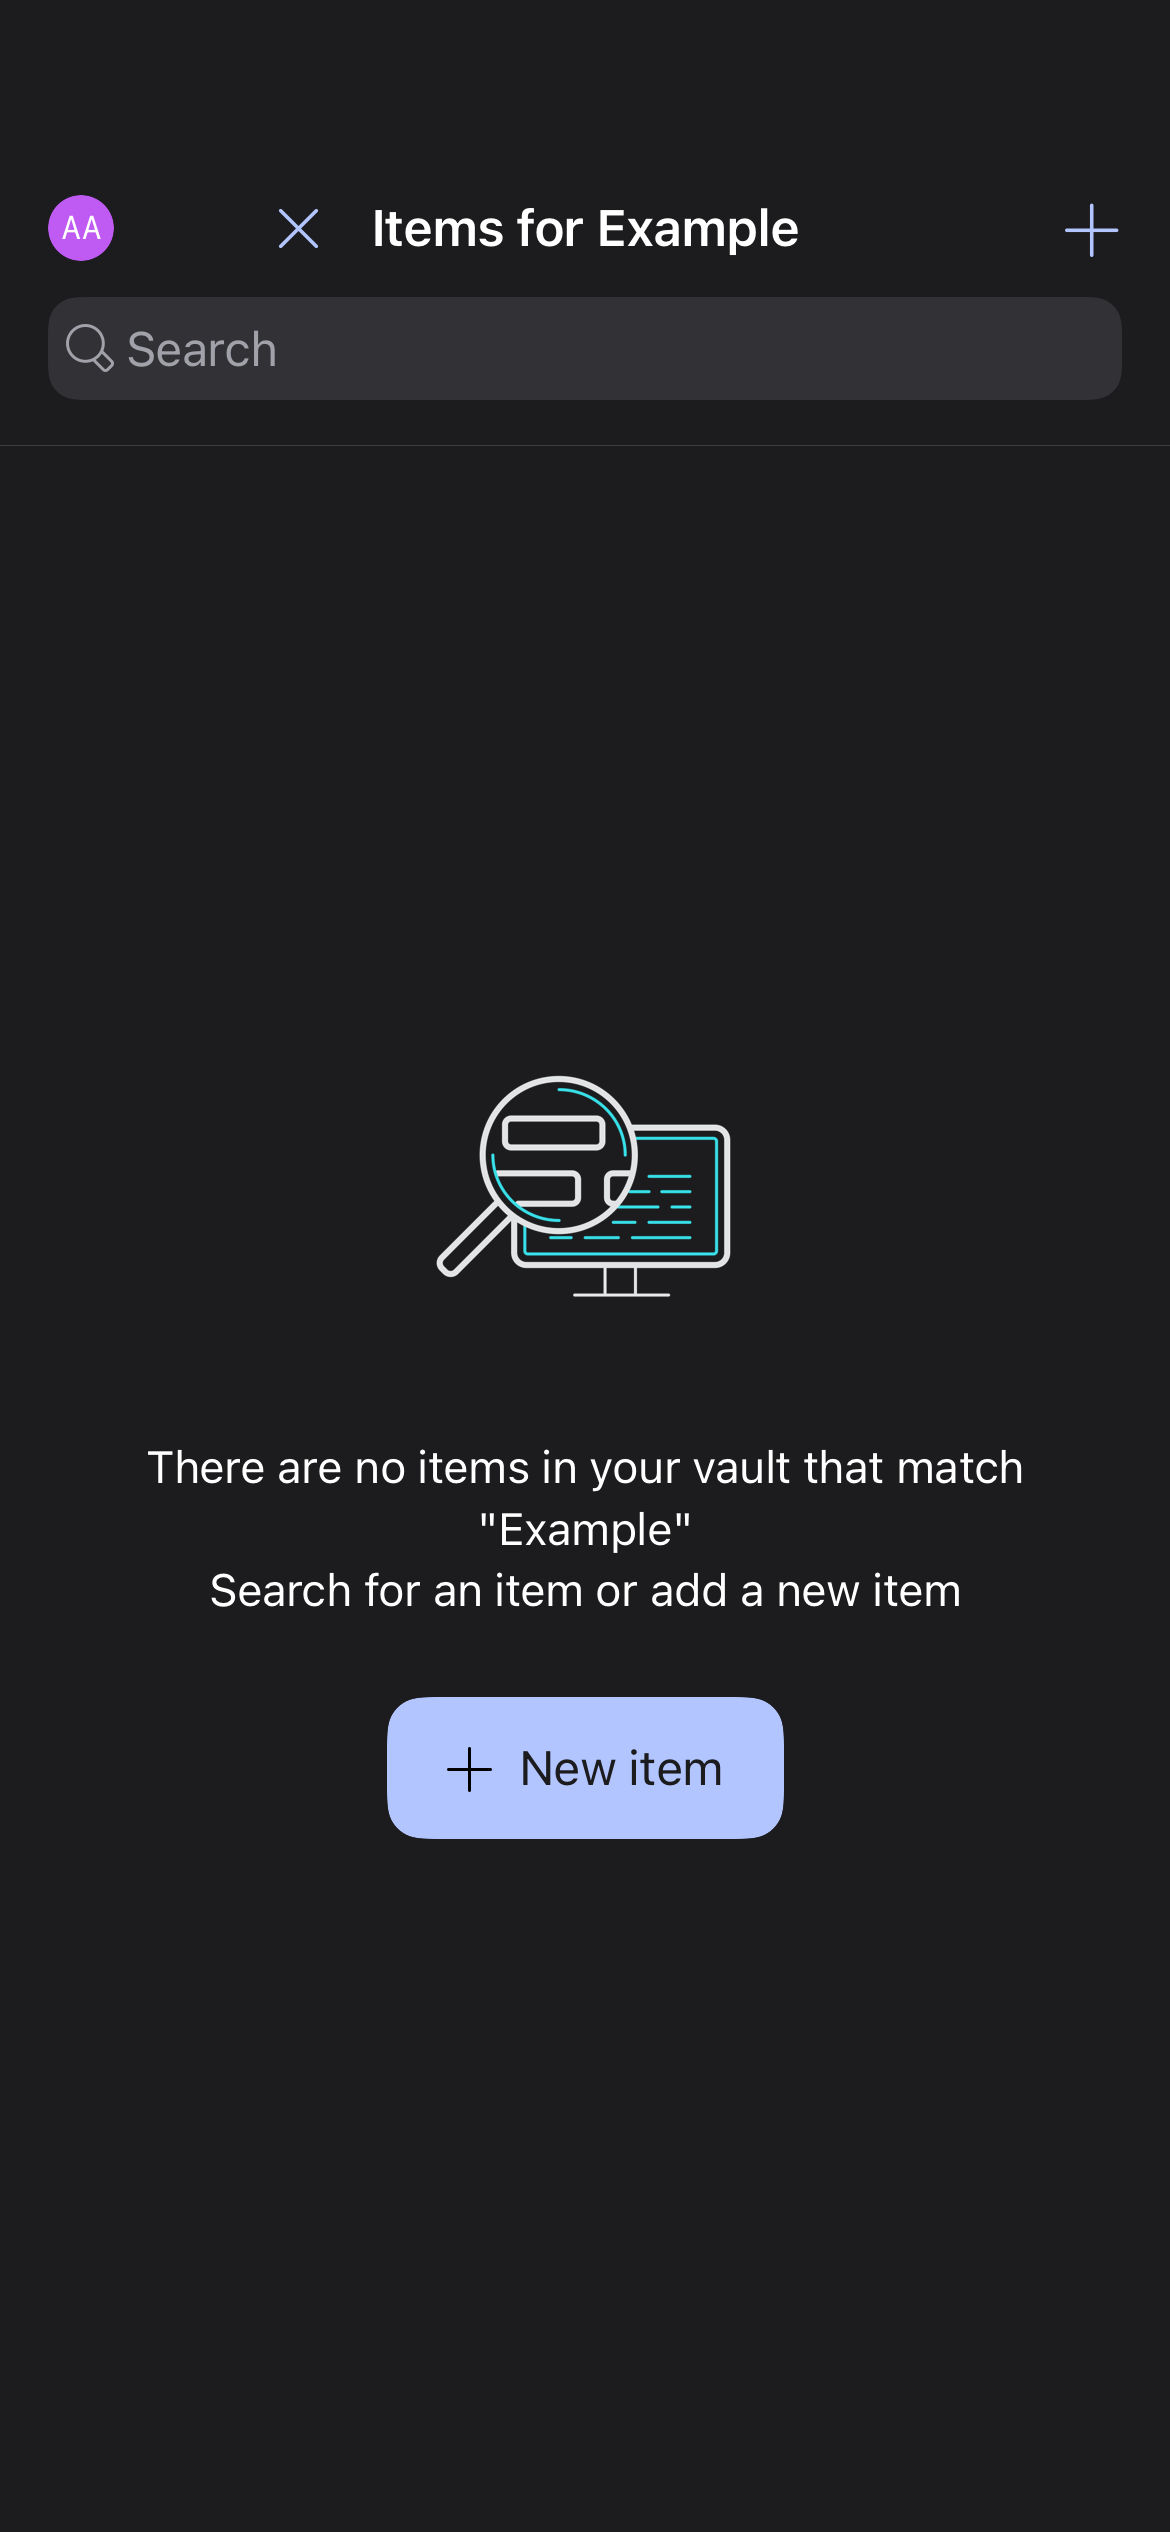 AA
Items for Example
Search
There are no items in your vault that match
"Example"
Search for an item or add a new item
New item